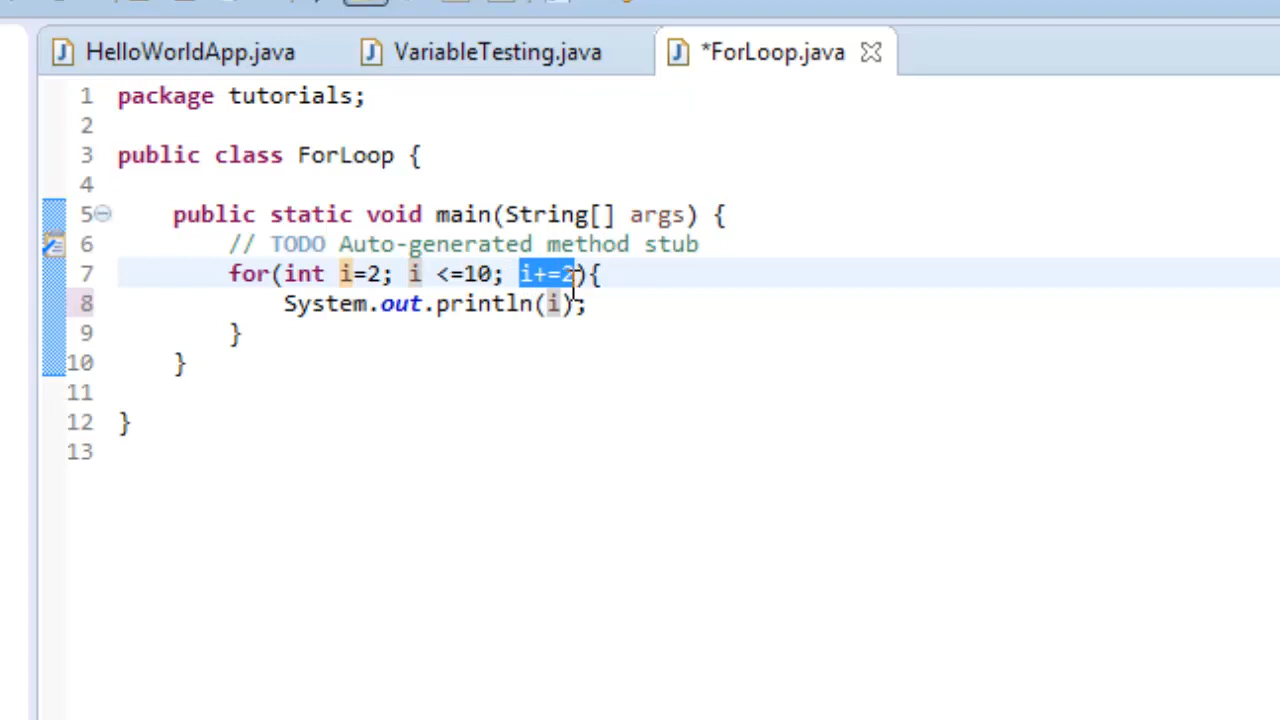 HelloWorldApp.java VariableTesting.java *ForLoop.java
1 package tutorials;
2
3 public class ForLoop {
4
5 public static void main(String[] args) {
6 // TODO Auto-generated method stub
7 for(int i=2; i <=10; i+=2){
8 System.out.println(i);
9 }
10 }
11
12 }
13